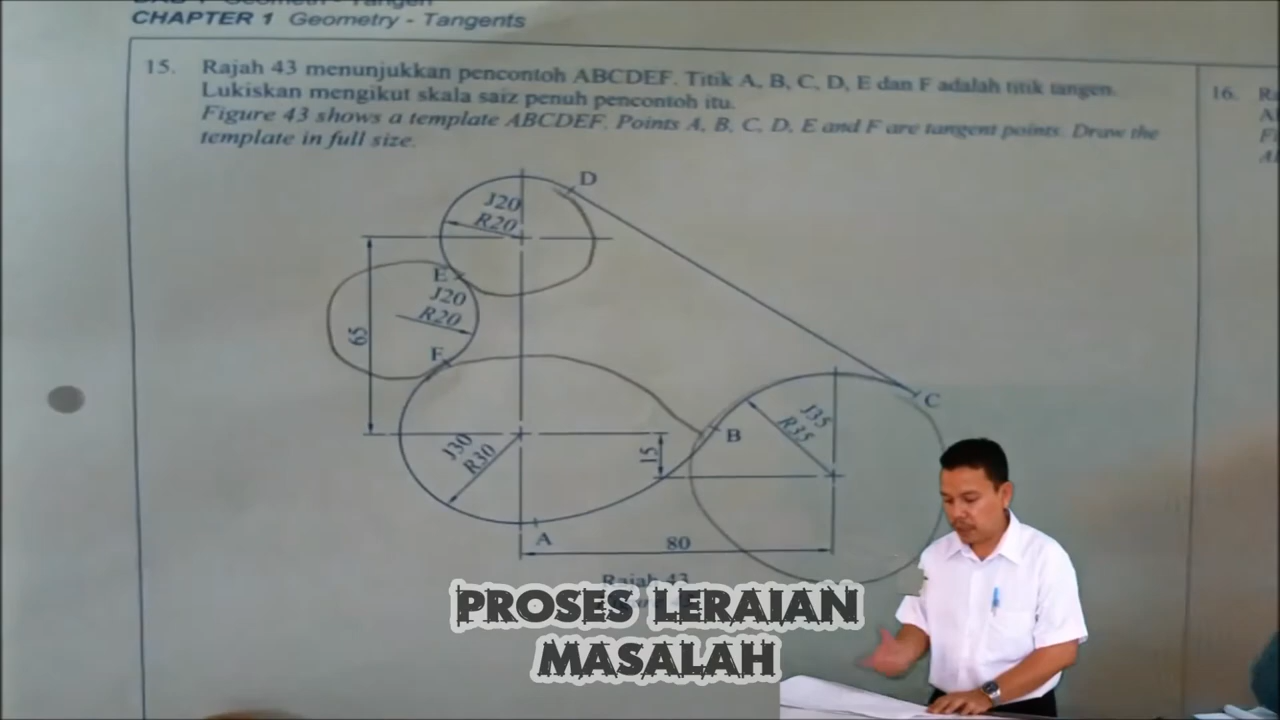 CHAPTER 1 Geometry - Tangents
15. Rajah 43 menunjukkan pencontoh ABCDEF. Titik A, B, C, D, E dan F adalah titik tangen.
Lukiskan mengikut skala saiz penuh pencontoh itu.
Figure 43 shows a template ABCDEF. Points A, B, C, D, E and F are tangent points. Draw the
template in full size.
16.
D
J20
R20
E
J20
R20
65
F
C
J35
R35
B
J30
R30
15
A
80
Rajah 43
PROSES LERAIAN
MASALAH